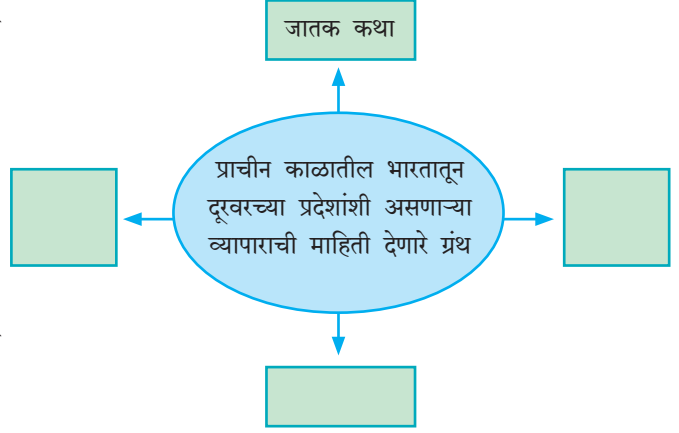 जातक कथा
प्राचीन काळातील भारतातून
दूरवरच्या प्रदेशांशी असणाऱ्या
व्यापाराची माहिती देणारे ग्रंथ